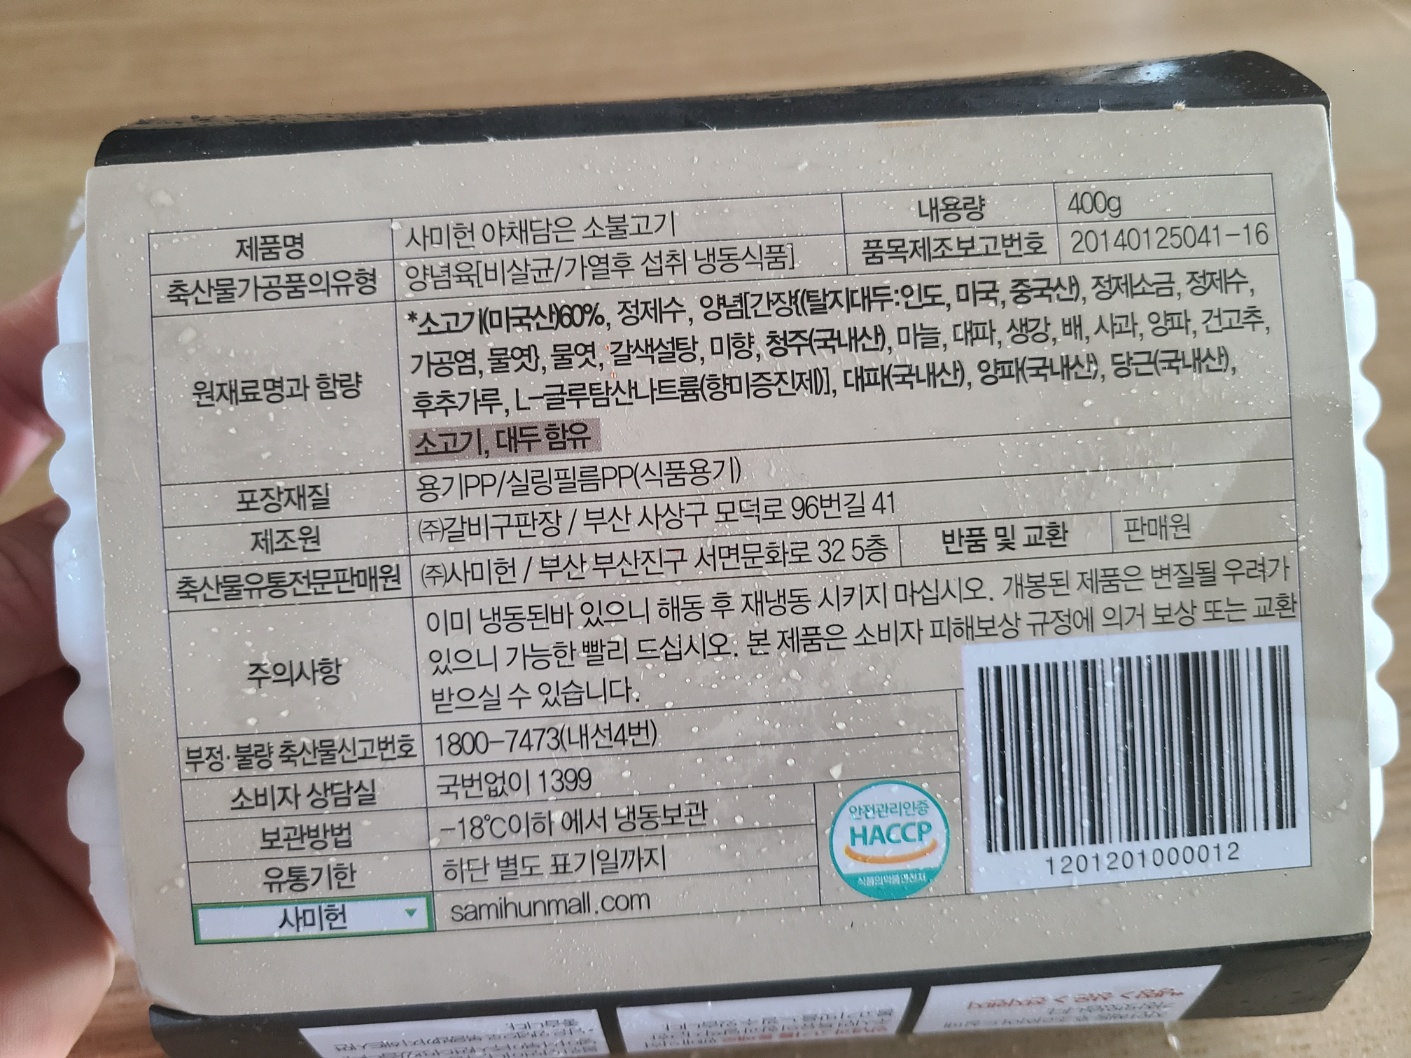 제품명 사미헌 야채담은 소불고기 내용량 400g
축산물가공품의유형 양념육[비살균/가열후 섭취 냉동식품] 품목제조보고번호 20140125041-16
원재료명과 함량
*소고기(미국산)60%, 정제수, 양념[간장{(탈지대두:인도, 미국, 중국산), 정제소금, 정제수,
가공염, 물엿}, 물엿, 갈색설탕, 미향, 청주(국내산), 마늘, 대파, 생강, 배, 사과, 양파, 건고추,
후추가루, L-글루탐산나트륨(향미증진제)], 대파(국내산), 양파(국내산), 당근(국내산),
소고기, 대두 함유
포장재질 용기PP/실링필름PP(식품용기)
제조원 ㈜갈비구판장 / 부산 사상구 모덕로 96번길 41
축산물유통전문판매원 ㈜사미헌 / 부산 부산진구 서면문화로 32 5층 반품 및 교환 판매원
주의사항
이미 냉동된바 있으니 해동 후 재냉동 시키지 마십시오. 개봉된 제품은 변질될 우려가
있으니 가능한 빨리 드십시오. 본 제품은 소비자 피해보상 규정에 의거 보상 또는 교환
받으실 수 있습니다.
부정·불량 축산물신고번호 1800-7473(내선4번)
소비자 상담실 국번없이 1399
보관방법 -18℃이하 에서 냉동보관
유통기한 하단 별도 표기일까지
사미헌 samihunmall.com
안전관리인증
HACCP
식품의약품안전처
1201201000012